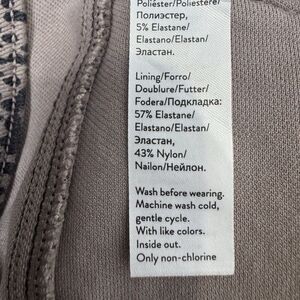 Poliéster/Poliestere/
Полиэстер,
5% Elastane/
Elastano/Elastan/
Эластан.
Lining/Forro/
Doublure/Futter/
Fodera/Подкладка:
57% Elastane/
Elastano/Elastan/
Эластан,
43% Nylon/
Nailon/Нейлон.
Wash before wearing.
Machine wash cold,
gentle cycle.
With like colors.
Inside out.
Only non-chlorine